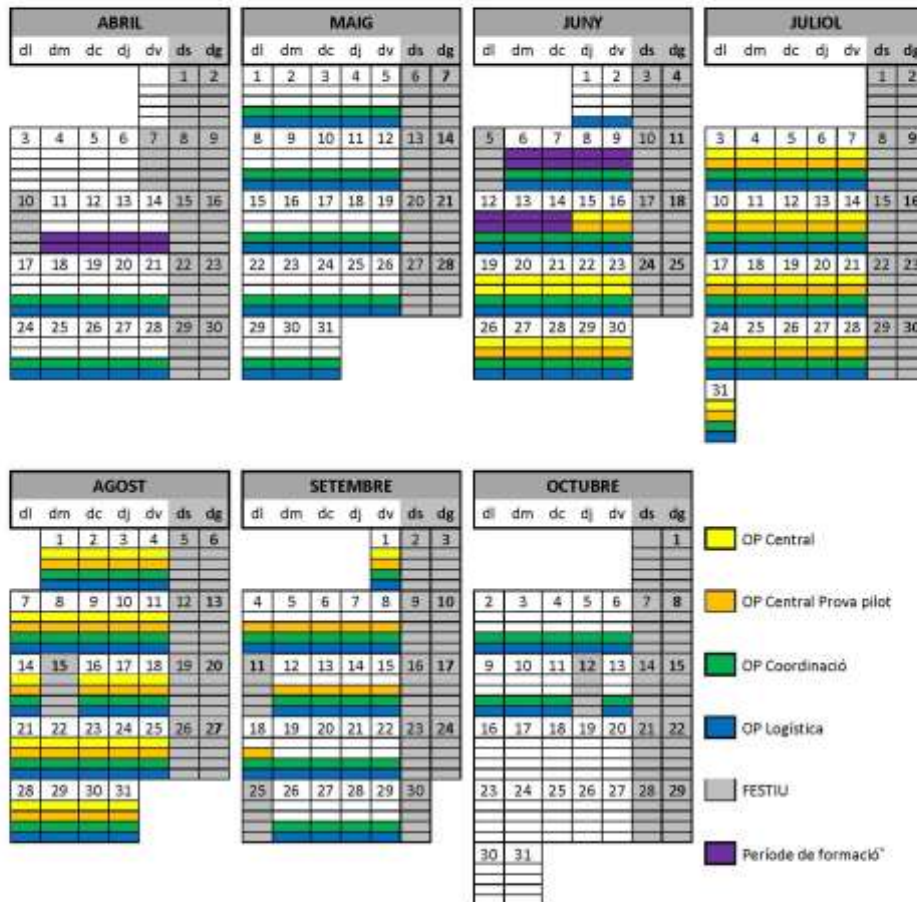 ABRIL MAIG JUNY JULIOL
dl dm dc dj dv ds dg dl dm dc dj dv ds dg dl dm dc dj dv ds dg dl dm dc dj dv ds dg
1 2 1 2 3 4 5 6 7 1 2 3 4 1 2
3 4 5 6 7 8 9 8 9 10 11 12 13 14 5 6 7 8 9 10 11 3 4 5 6 7 8 9
10 11 12 13 14 15 16 15 16 17 18 19 20 21 12 13 14 15 16 17 18 10 11 12 13 14 15 16
17 18 19 20 21 22 23 22 23 24 25 26 27 28 19 20 21 22 23 24 25 17 18 19 20 21 22 23
24 25 26 27 28 29 30 29 30 31 26 27 28 29 30 24 25 26 27 28 29 30
31
AGOST SETEMBRE OCTUBRE
dl dm dc dj dv ds dg dl dm dc dj dv ds dg dl dm dc dj dv ds dg
1 2 3 4 5 6 1 2 3 1
7 8 9 10 11 12 13 4 5 6 7 8 9 10 2 3 4 5 6 7 8
14 15 16 17 18 19 20 11 12 13 14 15 16 17 9 10 11 12 13 14 15
21 22 23 24 25 26 27 18 19 20 21 22 23 24 16 17 18 19 20 21 22
28 29 30 31 25 26 27 28 29 30 23 24 25 26 27 28 29
30 31
OP Central
OP Central Prova pilot
OP Coordinació
OP Logística
FESTIU
Període de formació*